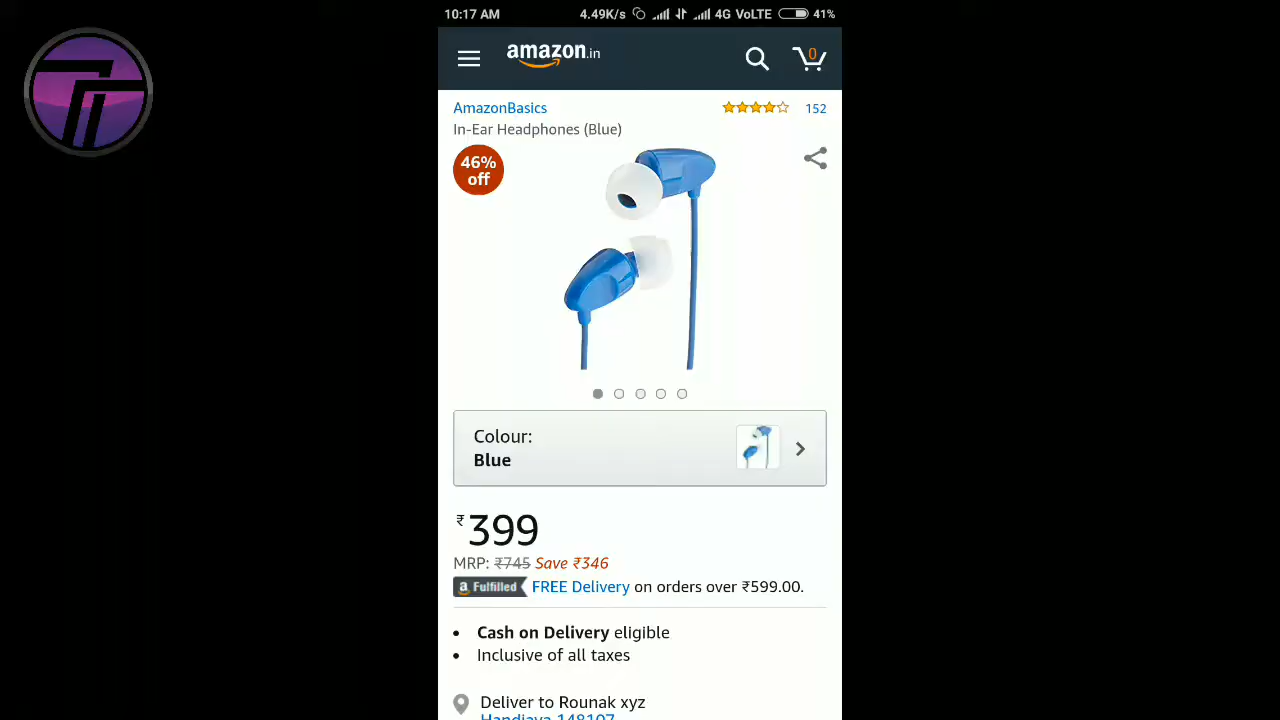 10:17 AM 4.49K/s 4G VoLTE 41%
amazon.in 0
AmazonBasics 152
In-Ear Headphones (Blue)
46%
off
Colour:
Blue
₹399
MRP: ₹745 Save ₹346
a Fulfilled FREE Delivery on orders over ₹599.00.
• Cash on Delivery eligible
• Inclusive of all taxes
Deliver to Rounak xyz
Handiaya 148107